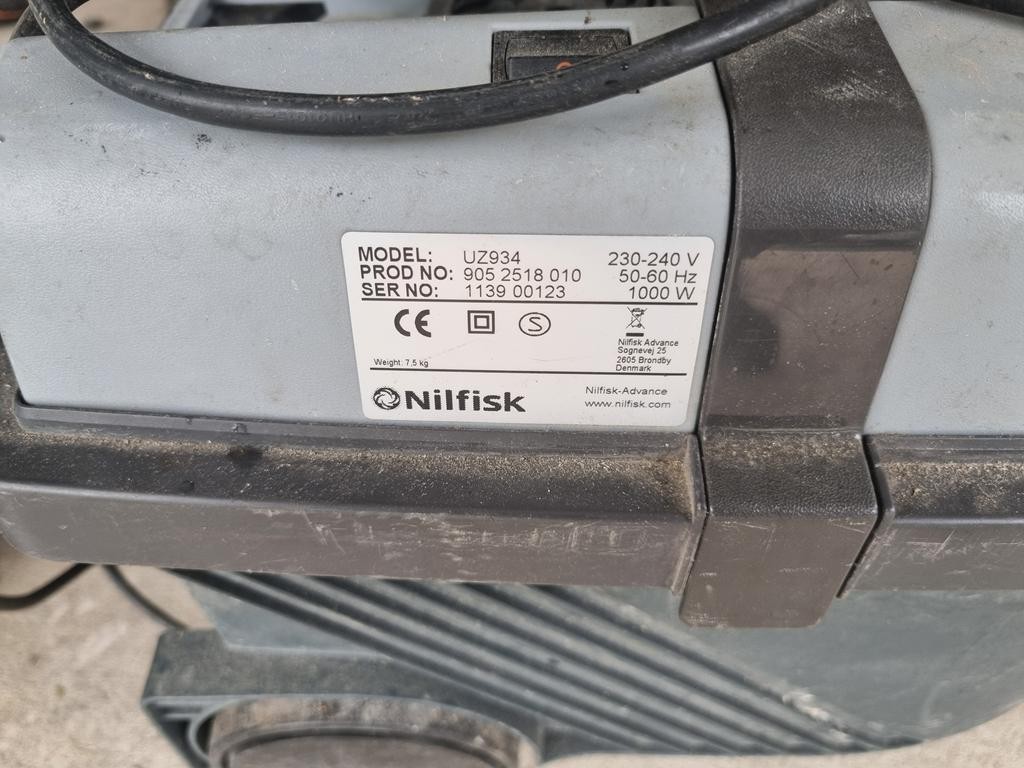 MODEL: UZ934 230-240 V
PROD NO: 905 2518 010 50-60 Hz
SER NO: 1139 00123 1000 W
CE S
Nilfisk Advance
Sognevej 25
2605 Brondby
Denmark
Weight: 7,5 kg
Nilfisk
Nilfisk-Advance
www.nilfisk.com